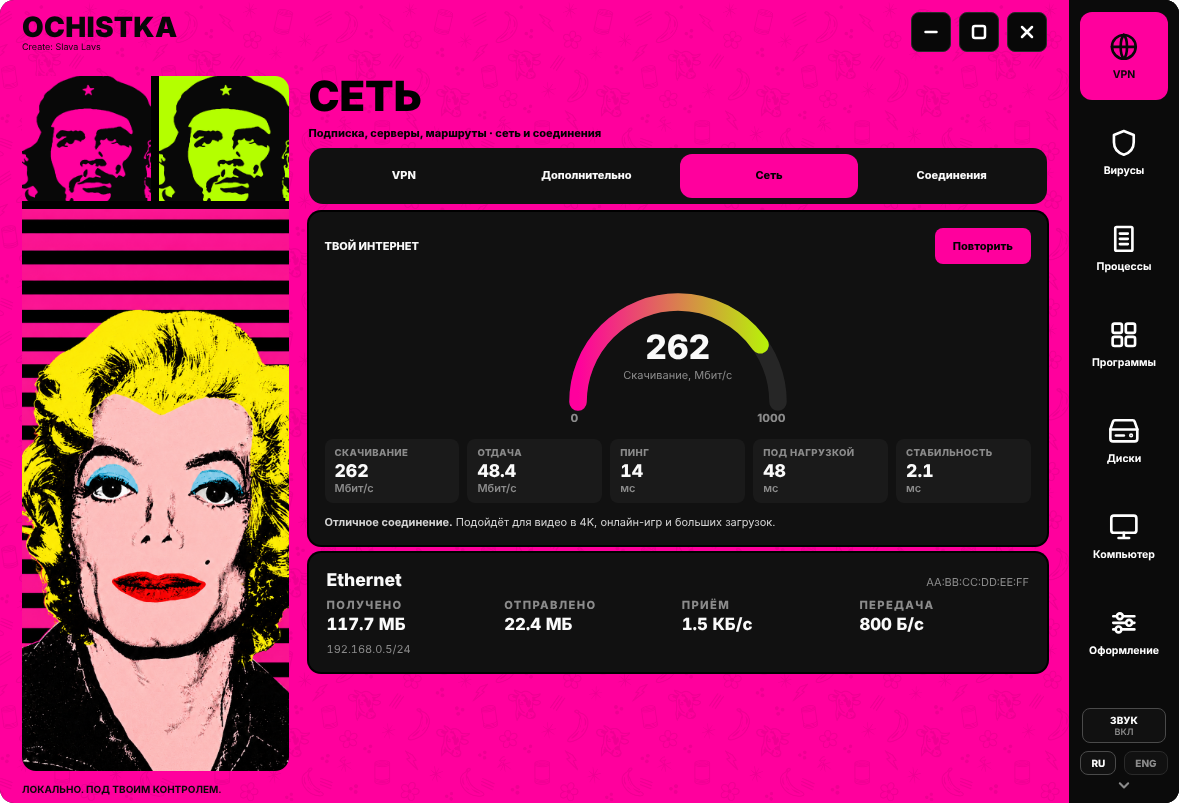 OCHISTKA
Create: Slava Lavs
СЕТЬ
Подписка, серверы, маршруты · сеть и соединения
VPN
Дополнительно
Сеть
Соединения
ТВОЙ ИНТЕРНЕТ
Повторить
262
Скачивание, Мбит/с
0
1000
СКАЧИВАНИЕ
262
Мбит/с
ОТДАЧА
48.4
Мбит/с
ПИНГ
14
мс
ПОД НАГРУЗКОЙ
48
мс
СТАБИЛЬНОСТЬ
2.1
мс
Отличное соединение. Подойдёт для видео в 4K, онлайн-игр и больших загрузок.
Ethernet
AA:BB:CC:DD:EE:FF
ПОЛУЧЕНО
117.7 МБ
ОТПРАВЛЕНО
22.4 МБ
ПРИЁМ
1.5 КБ/с
ПЕРЕДАЧА
800 Б/с
192.168.0.5/24
ЛОКАЛЬНО. ПОД ТВОИМ КОНТРОЛЕМ.
VPN
Вирусы
Процессы
Программы
Диски
Компьютер
Оформление
ЗВУК
ВКЛ
RU
ENG